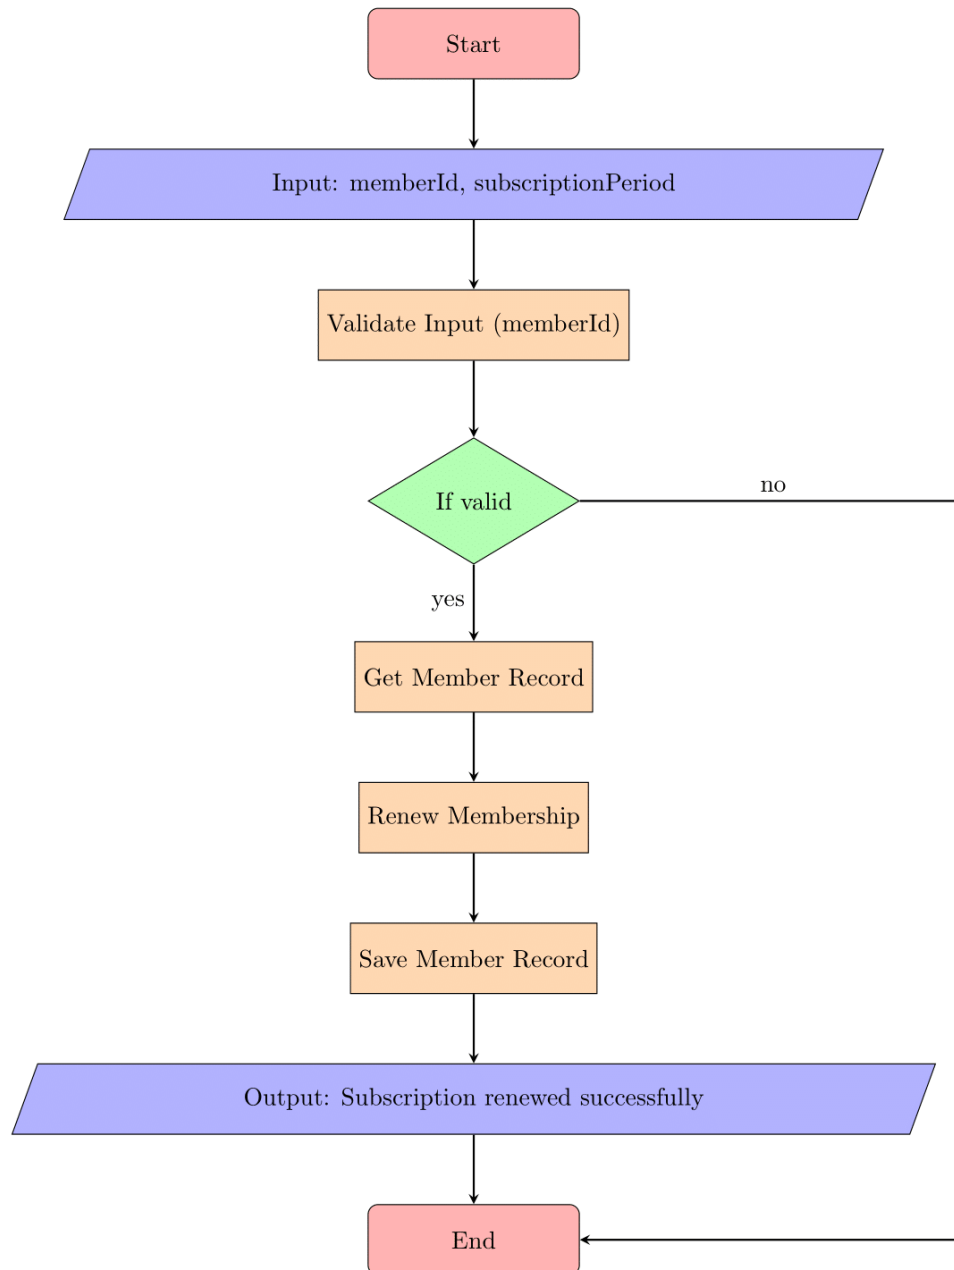 Start
Input: memberId, subscriptionPeriod
Validate Input (memberId)
If valid
no
yes
Get Member Record
Renew Membership
Save Member Record
Output: Subscription renewed successfully
End